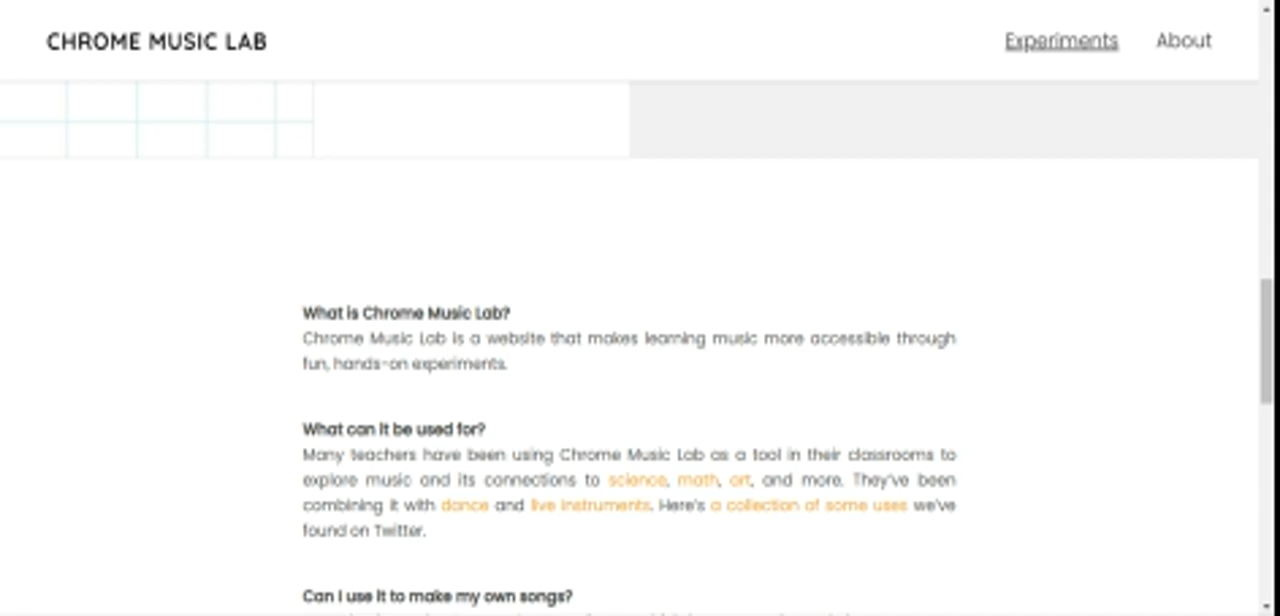 CHROME MUSIC LAB
Experiments
About
What is Chrome Music Lab?
Chrome Music Lab is a website that makes learning music more accessible through
fun, hands-on experiments.
What can it be used for?
Many teachers have been using Chrome Music Lab as a tool in their classrooms to
explore music and its connections to science, math, art, and more. They've been
combining it with dance and live instruments. Here's a collection of some uses we've
found on Twitter.
Can I use it to make my own songs?